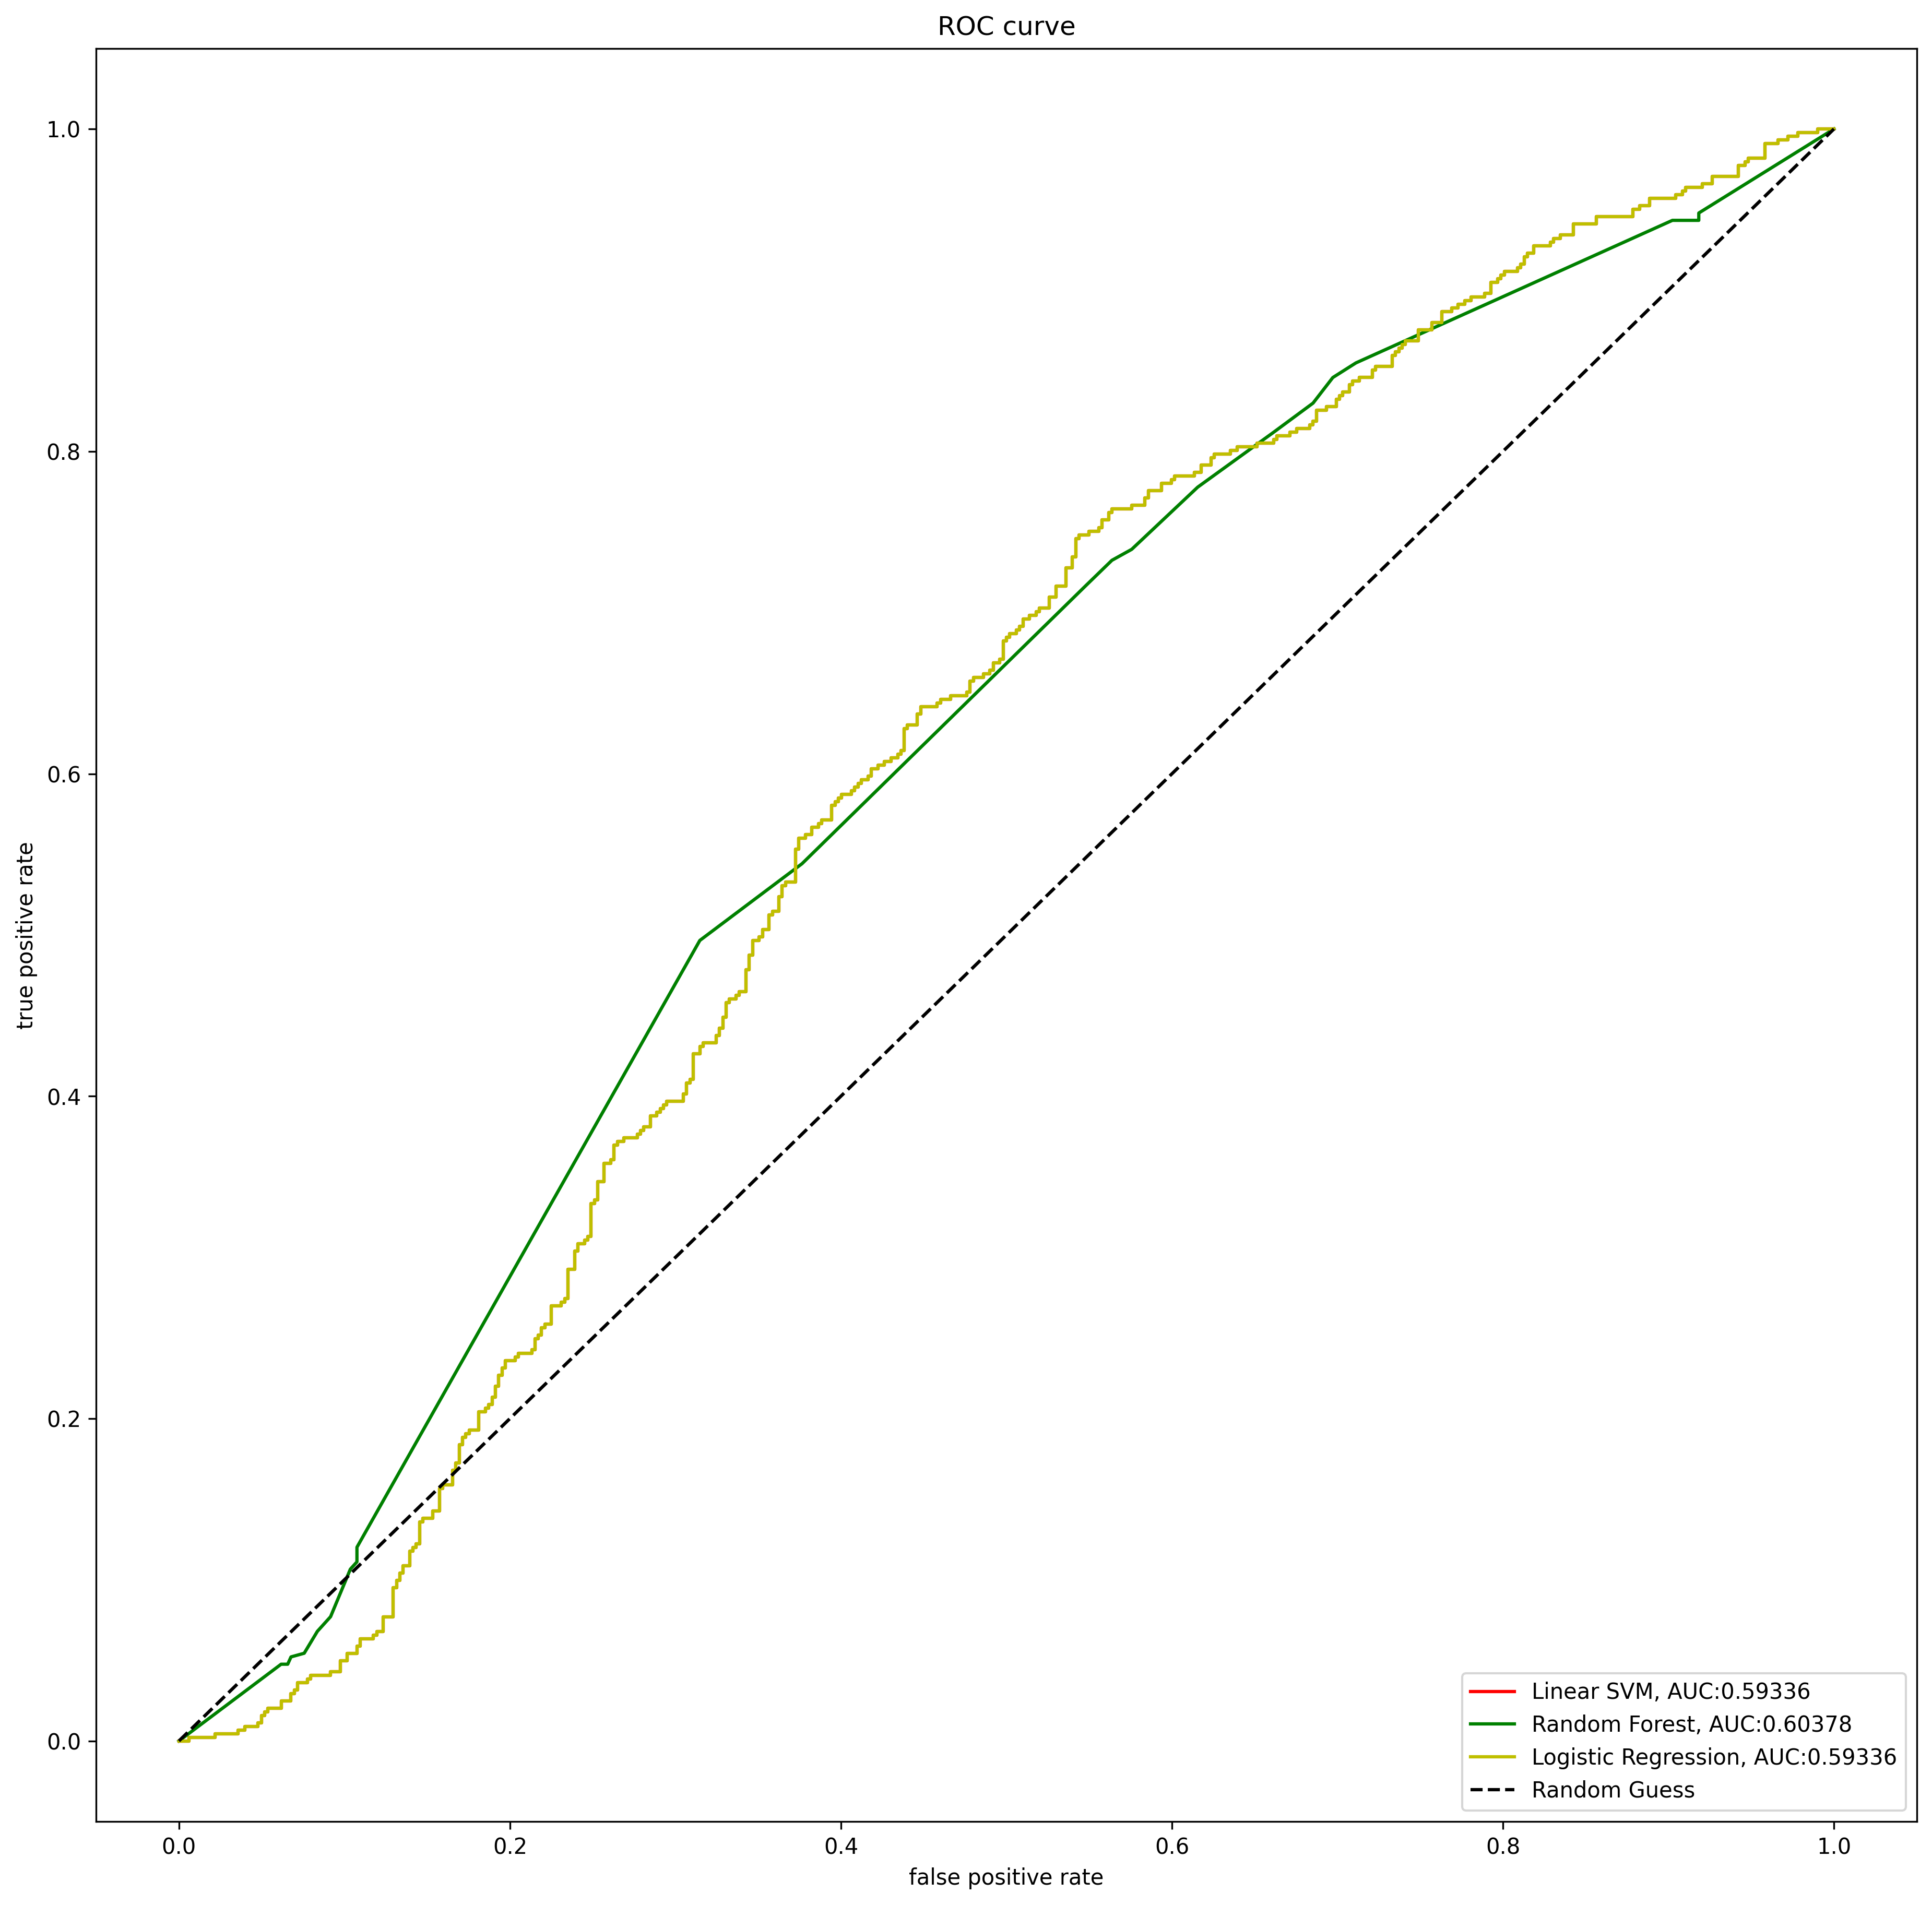 ROC curve
1.0
0.8
0.6
0.4
0.2
0.0
true positive rate
0.0 0.2 0.4 0.6 0.8 1.0
false positive rate
Linear SVM, AUC:0.59336
Random Forest, AUC:0.60378
Logistic Regression, AUC:0.59336
Random Guess